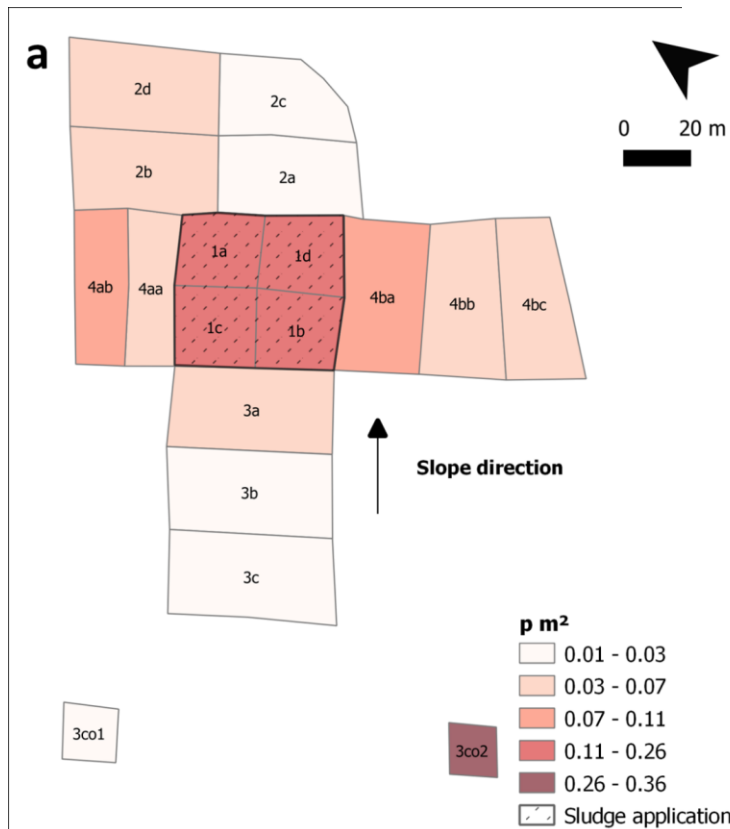 a
2d
2c
2b
2a
0 20 m
4ab
4aa
1a
1d
1c
1b
4ba
4bb
4bc
3a
3b
3c
Slope direction
3co1
3co2
p m²
0.01 - 0.03
0.03 - 0.07
0.07 - 0.11
0.11 - 0.26
0.26 - 0.36
Sludge application